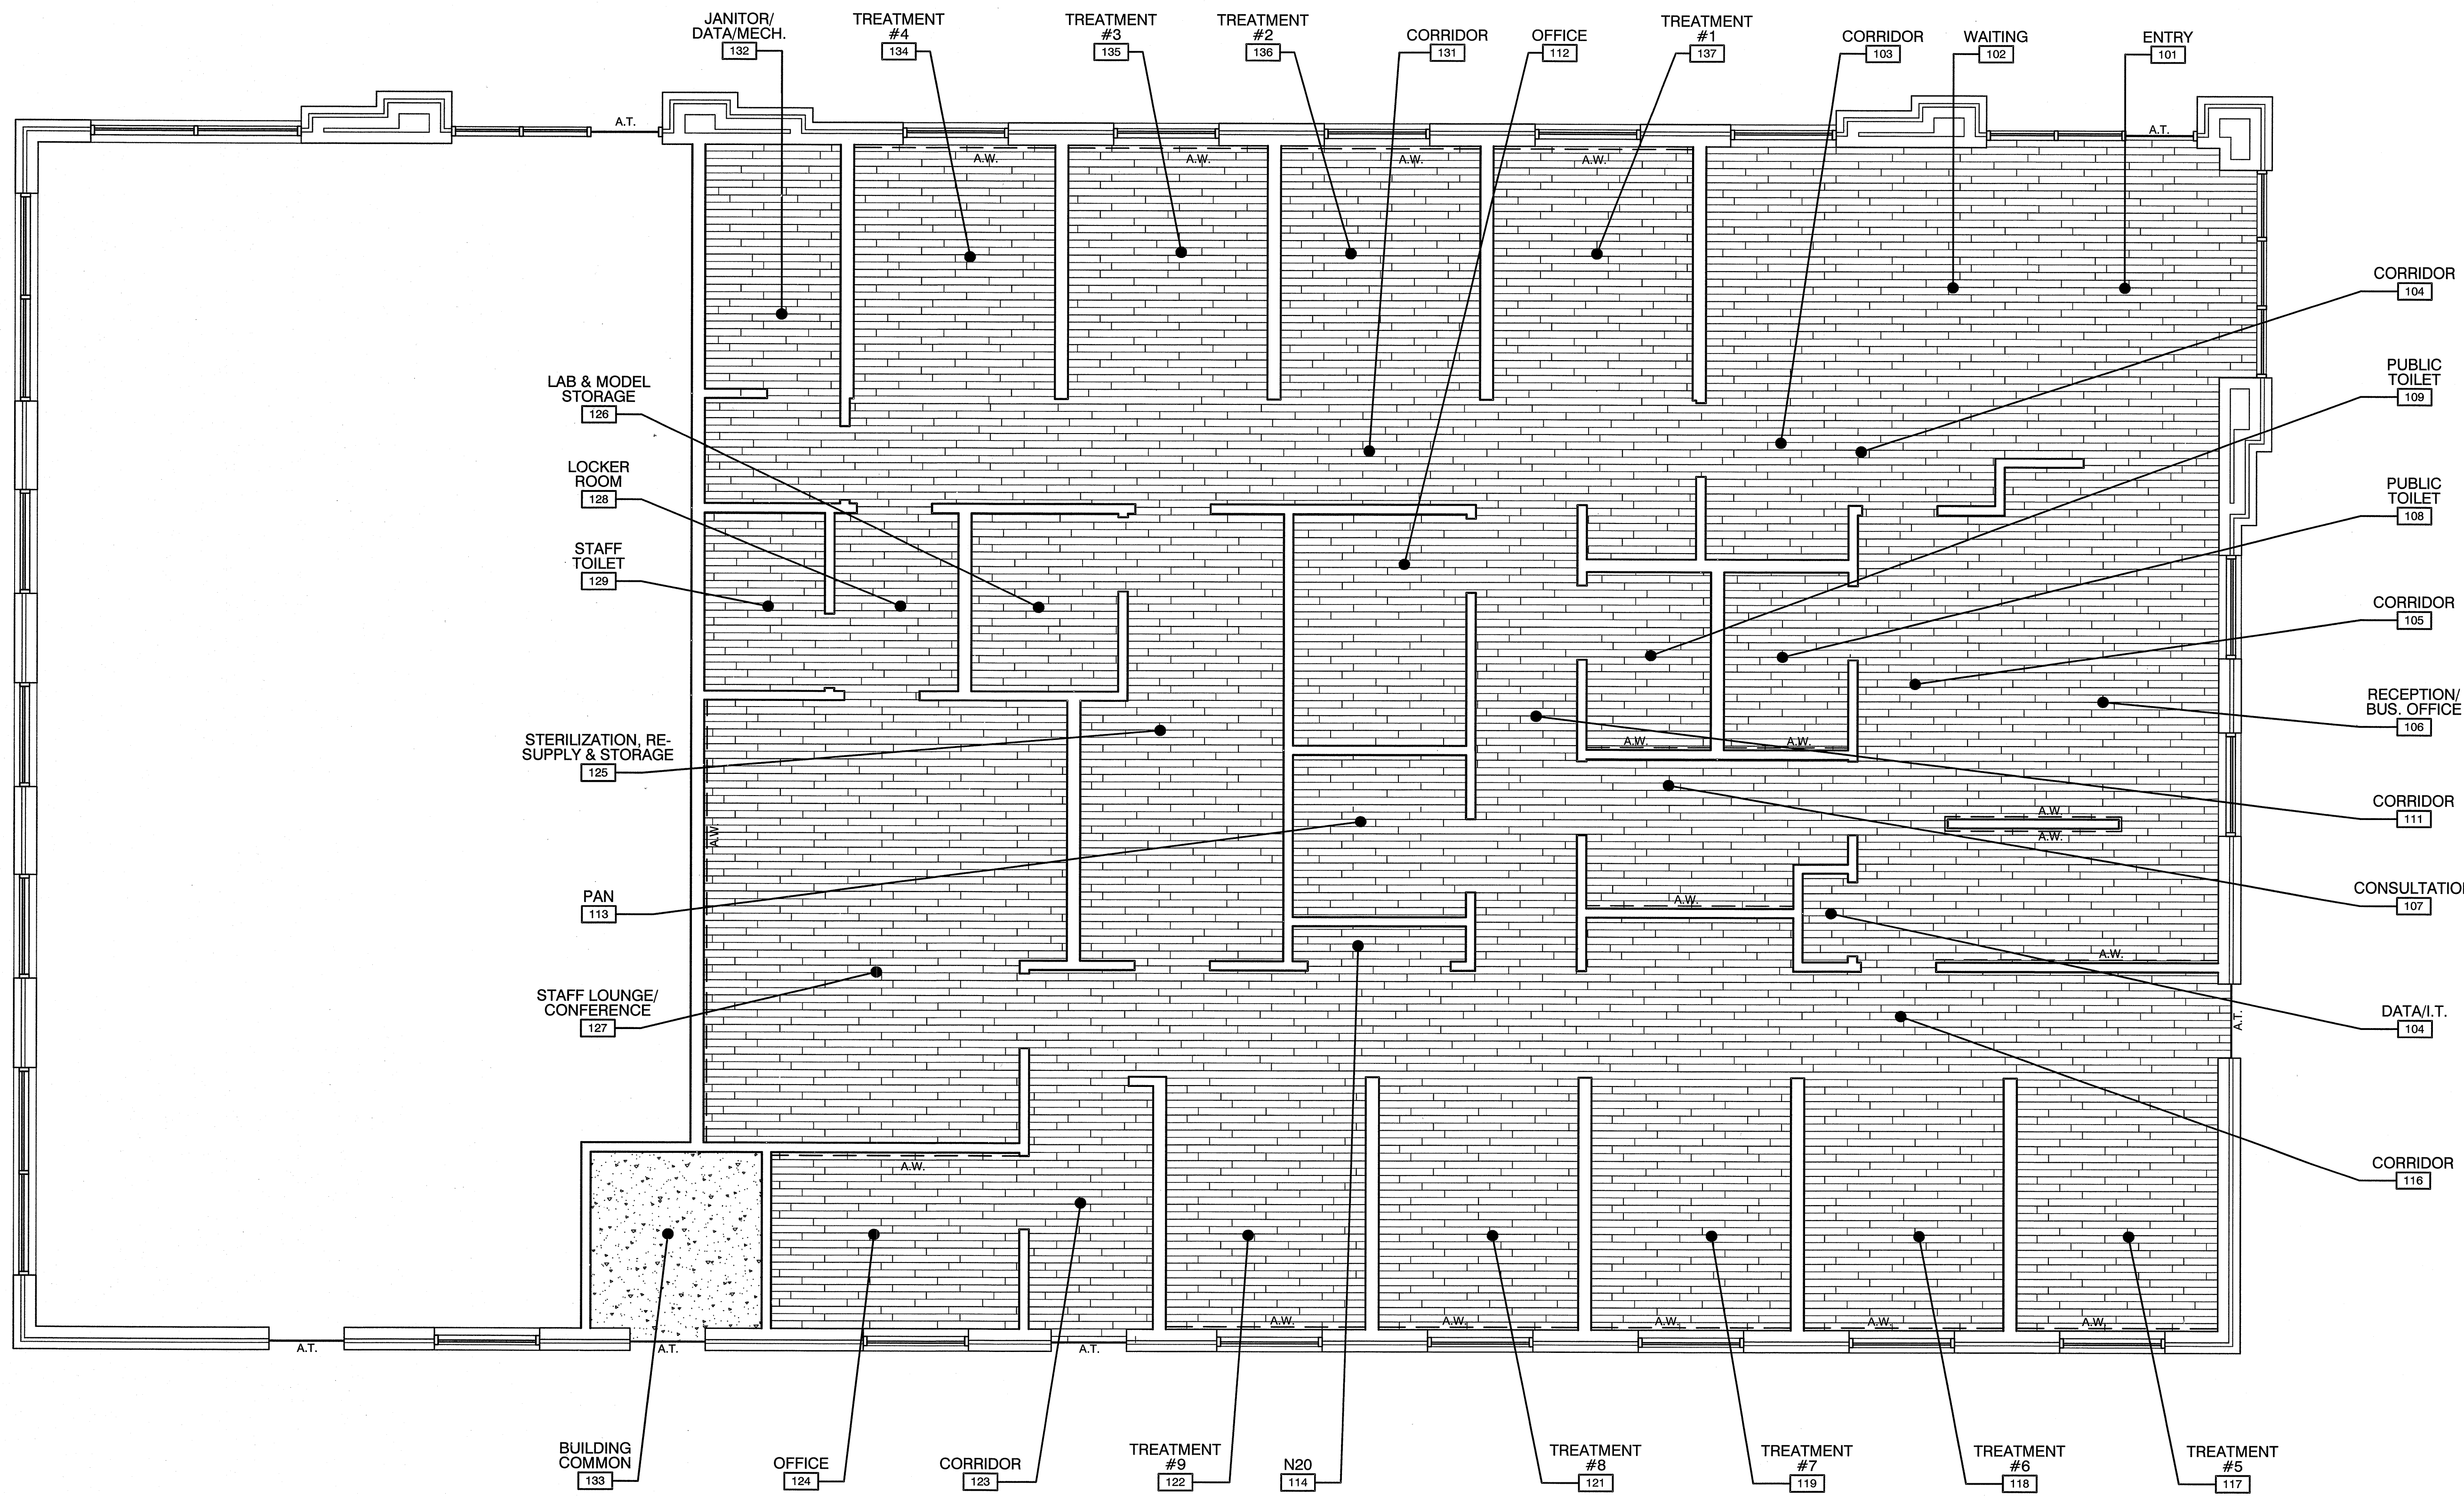 JANITOR/
DATA/MECH.
132
TREATMENT
#4
134
TREATMENT
#3
135
TREATMENT
#2
136
CORRIDOR
131
OFFICE
112
TREATMENT
#1
137
CORRIDOR
103
WAITING
102
ENTRY
101
A.T.
A.T.
A.W.
A.W.
A.W.
A.W.
CORRIDOR
104
PUBLIC
TOILET
109
PUBLIC
TOILET
108
CORRIDOR
105
RECEPTION/
BUS. OFFICE
106
CORRIDOR
111
CONSULTATIO
107
DATA/I.T.
104
CORRIDOR
116
LAB & MODEL
STORAGE
126
LOCKER
ROOM
128
STAFF
TOILET
129
STERILIZATION, RE-
SUPPLY & STORAGE
125
PAN
113
STAFF LOUNGE/
CONFERENCE
127
A.W.
A.W.
A.W.
A.W.
A.W.
A.W.
A.W.
A.T.
A.W.
A.W.
A.W.
A.W.
A.W.
A.W.
A.T.
A.T.
A.T.
BUILDING
COMMON
133
OFFICE
124
CORRIDOR
123
TREATMENT
#9
122
N20
114
TREATMENT
#8
121
TREATMENT
#7
119
TREATMENT
#6
118
TREATMENT
#5
117